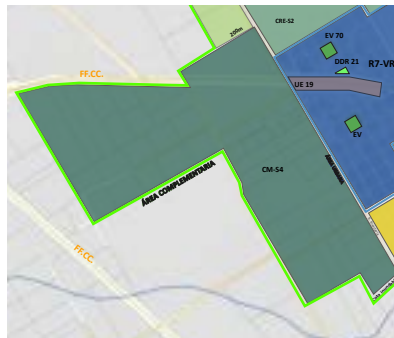 CRE-S2
200m
EV 70
DDR 21
R7-VR
FF.CC.
UE 19
EV
CM-S4
ÁREA COMPLEMENTARIA
FF.CC.